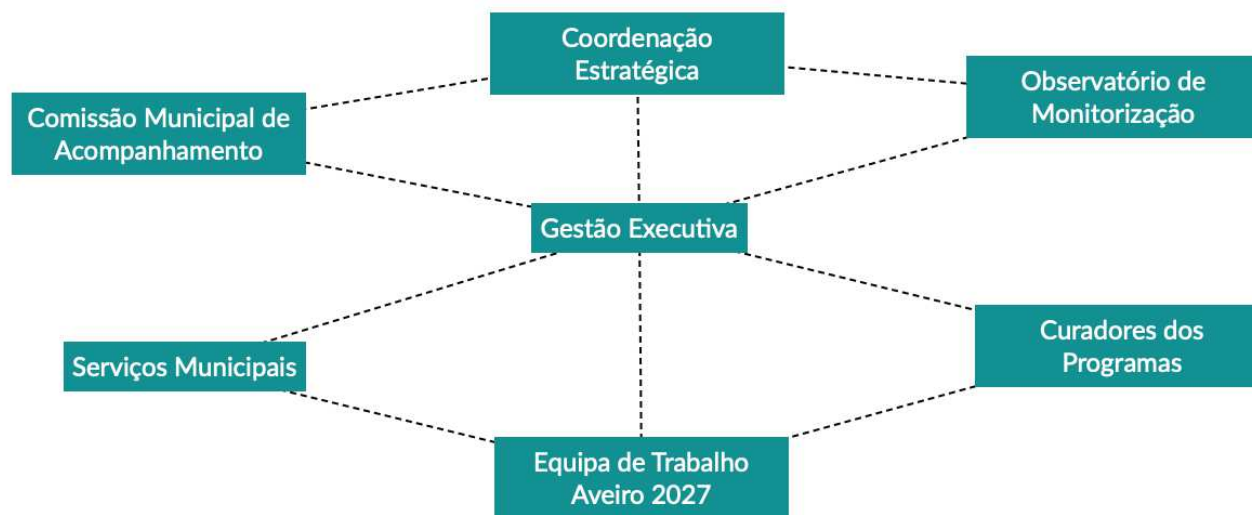 Coordenação
Estratégica
Observatório de
Monitorização
Comissão Municipal de
Acompanhamento
Gestão Executiva
Curadores dos
Programas
Serviços Municipais
Equipa de Trabalho
Aveiro 2027